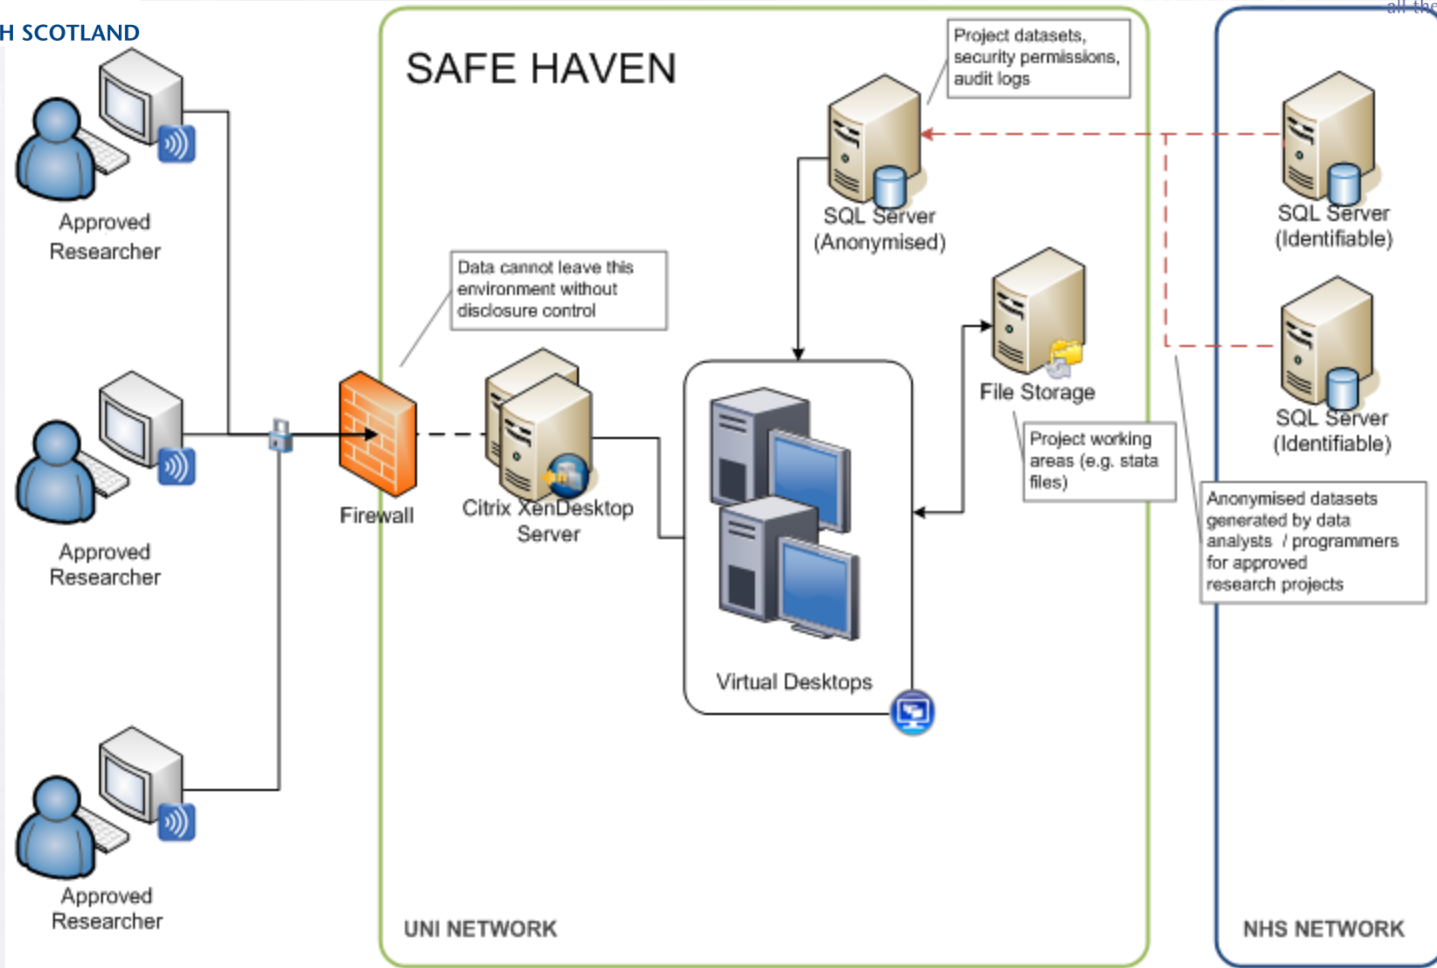 H SCOTLAND
all the
SAFE HAVEN
Project datasets,
security permissions,
audit logs
Approved
Researcher
SQL Server
(Anonymised)
SQL Server
(Identifiable)
Data cannot leave this
environment without
disclosure control
File Storage
SQL Server
(Identifiable)
Project working
areas (e.g. stata
files)
Firewall
Citrix XenDesktop
Server
Anonymised datasets
generated by data
analysts / programmers
for approved
research projects
Approved
Researcher
Virtual Desktops
Approved
Researcher
UNI NETWORK
NHS NETWORK